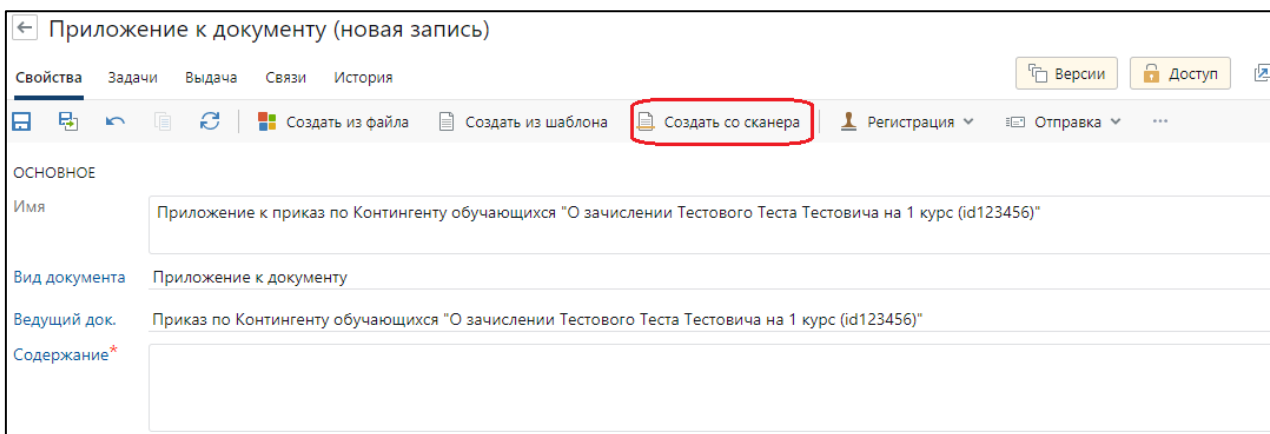 Приложение к документу (новая запись)
Свойства Задачи Выдача Связи История Версии Доступ
Создать из файла Создать из шаблона Создать со сканера Регистрация Отправка ...
ОСНОВНОЕ
Имя Приложение к приказ по Контингенту обучающихся "О зачислении Тестового Теста Тестовича на 1 курс (id123456)"
Вид документа Приложение к документу
Ведущий док. Приказ по Контингенту обучающихся "О зачислении Тестового Теста Тестовича на 1 курс (id123456)"
Содержание*